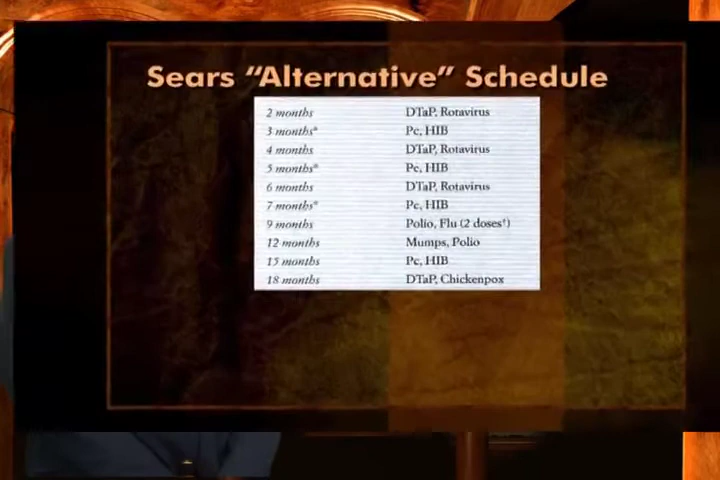 Sears “Alternative” Schedule
2 months DTaP, Rotavirus
3 months* Pc, HIB
4 months DTaP, Rotavirus
5 months* Pc, HIB
6 months DTaP, Rotavirus
7 months* Pc, HIB
9 months Polio, Flu (2 doses†)
12 months Mumps, Polio
15 months Pc, HIB
18 months DTaP, Chickenpox